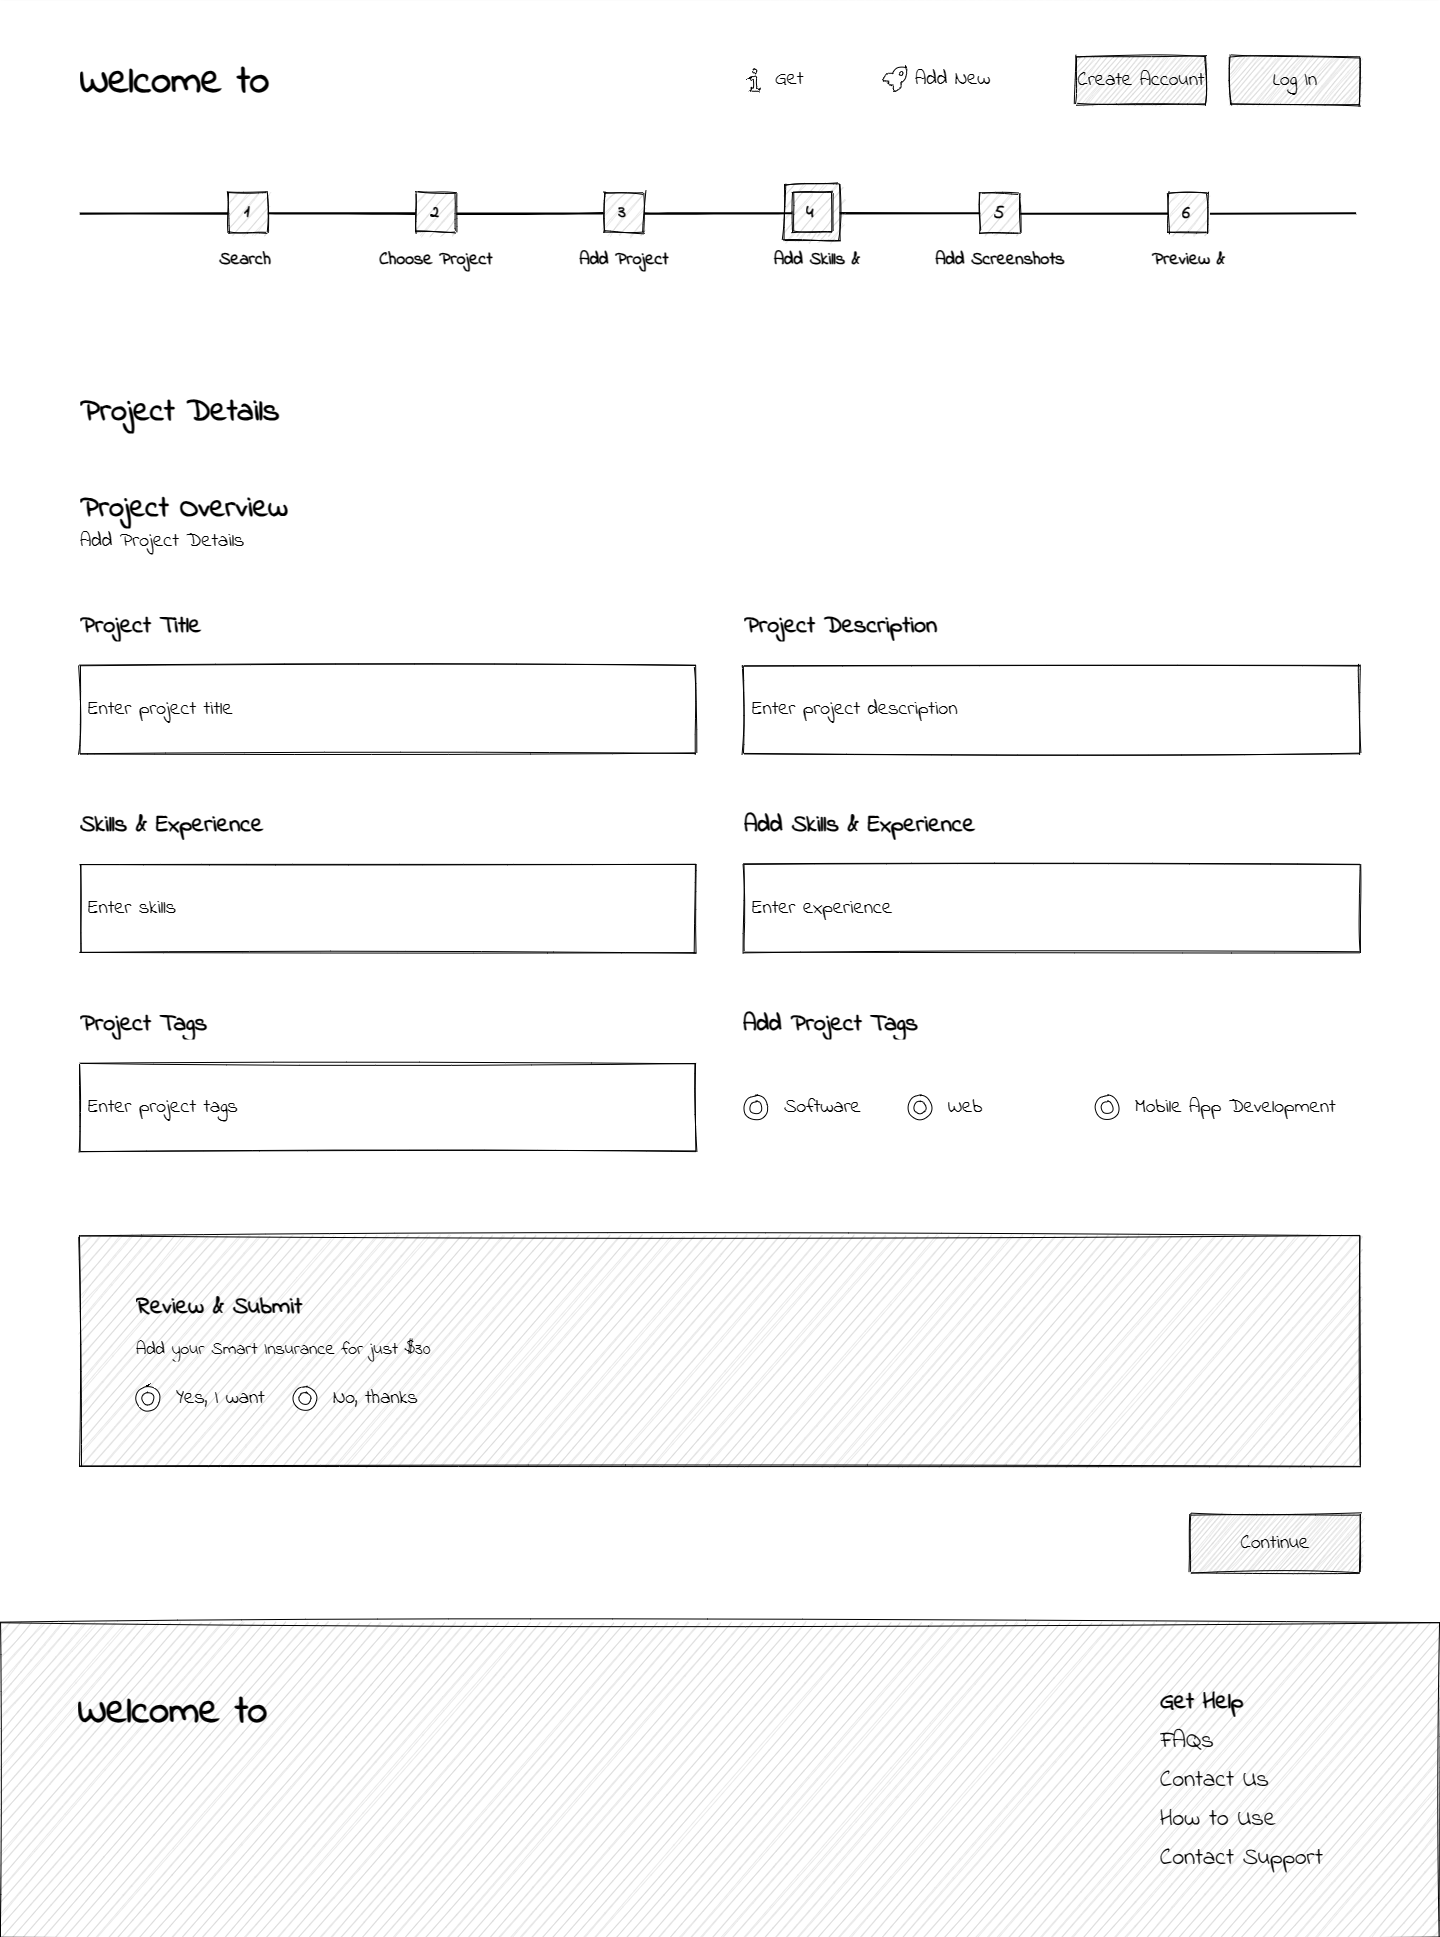 Welcome to
Get
Add New
Create Account
Log In
1
2
3
4
5
6
Search
Choose Project
Add Project
Add Skills &
Add Screenshots
Preview &
Project Details
Project Overview
Add Project Details
Project Title
Project Description
Enter project title
Enter project description
Skills & Experience
Add Skills & Experience
Enter skills
Enter experience
Project Tags
Add Project Tags
Enter project tags
Software
Web
Mobile App Development
Review & Submit
Add your Smart Insurance for just $30
Yes, I want
No, thanks
Continue
Welcome to
Get Help
FAQs
Contact Us
How to Use
Contact Support